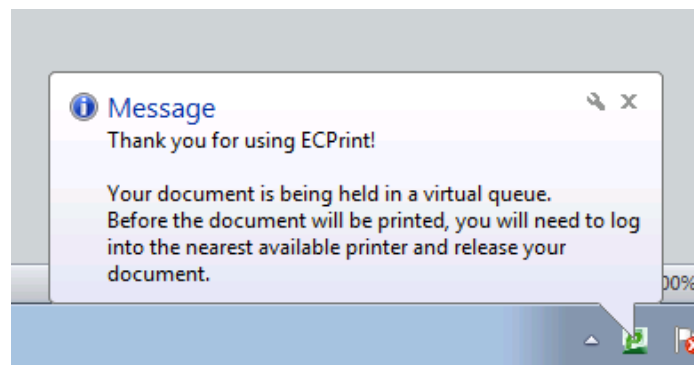 Message
Thank you for using ECPrint!
Your document is being held in a virtual queue.
Before the document will be printed, you will need to log
into the nearest available printer and release your
document.
00%